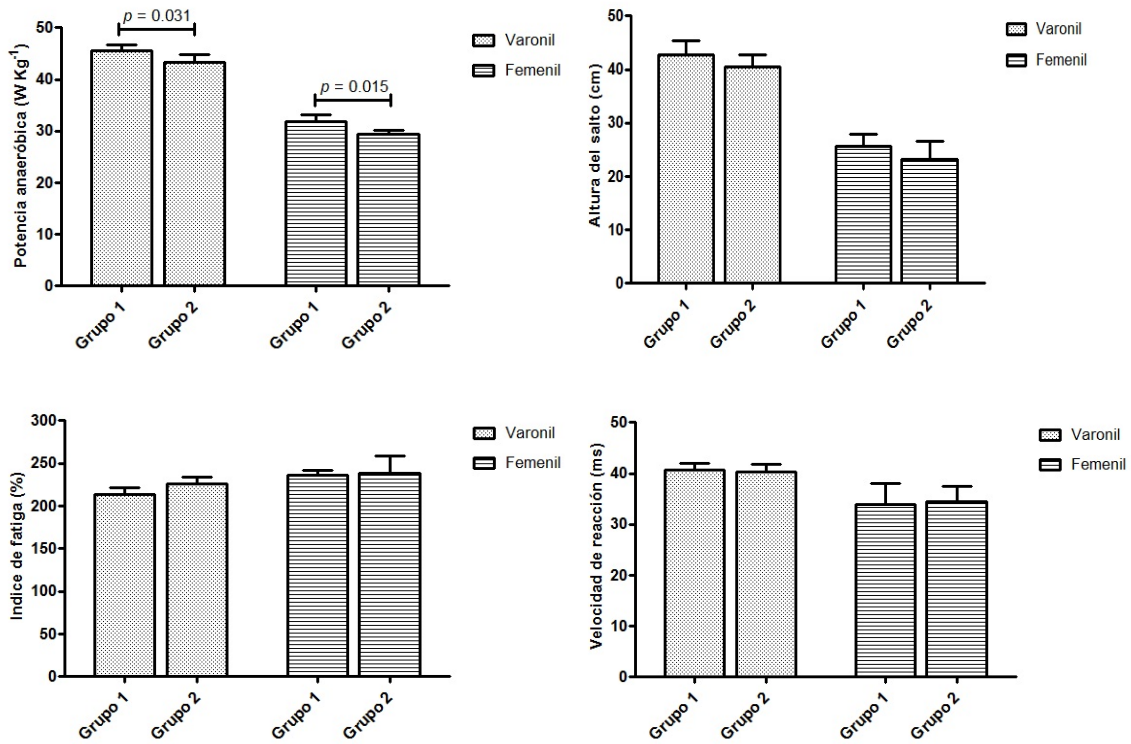 p = 0.031
p = 0.015
Potencia anaeróbica (W Kg-1)
50
40
30
20
10
0
Grupo 1
Grupo 2
Grupo 1
Grupo 2
Varonil
Femenil
Altura del salto (cm)
50
40
30
20
10
0
Grupo 1
Grupo 2
Grupo 1
Grupo 2
Varonil
Femenil
Indice de fatiga (%)
300
250
200
150
100
50
0
Grupo 1
Grupo 2
Grupo 1
Grupo 2
Varonil
Femenil
Velocidad de reacción (ms)
50
40
30
20
10
0
Grupo 1
Grupo 2
Grupo 1
Grupo 2
Varonil
Femenil